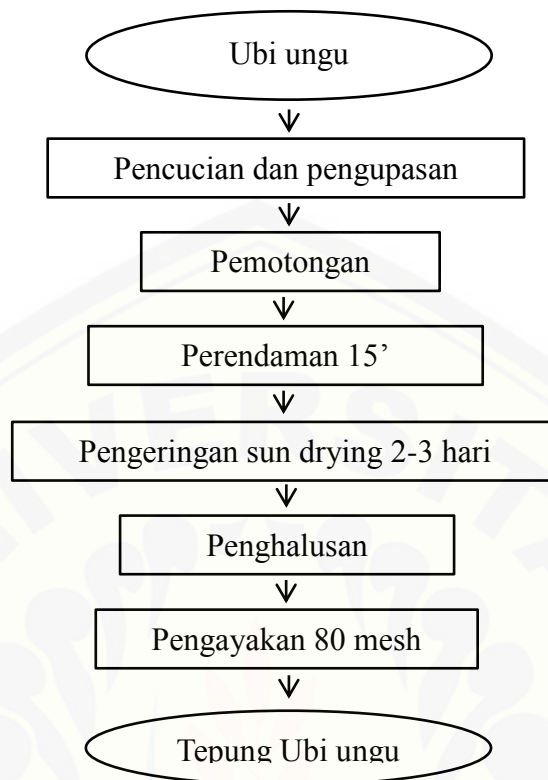 Ubi ungu
Pencucian dan pengupasan
Pemotongan
Perendaman 15’
Pengeringan sun drying 2-3 hari
Penghalusan
Pengayakan 80 mesh
Tepung Ubi ungu